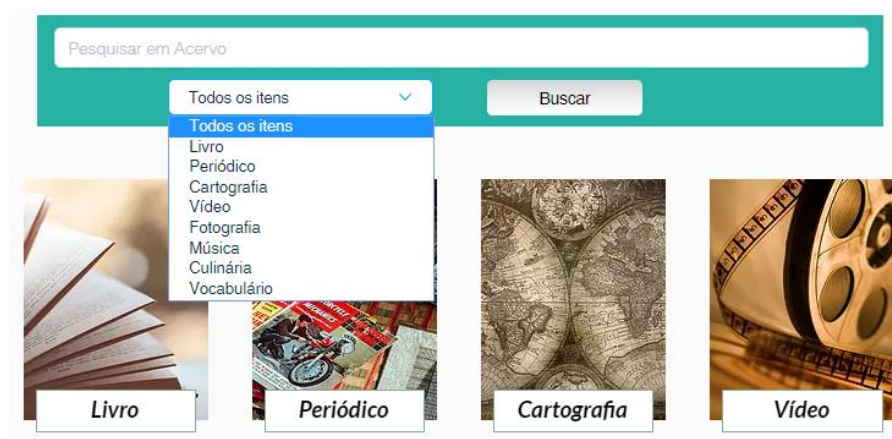 Pesquisar em Acervo
Todos os itens
Buscar
Todos os itens
Livro
Periódico
Cartografia
Vídeo
Fotografia
Música
Culinária
Vocabulário
MECHANICS
Livro
Periódico
Cartografia
Vídeo